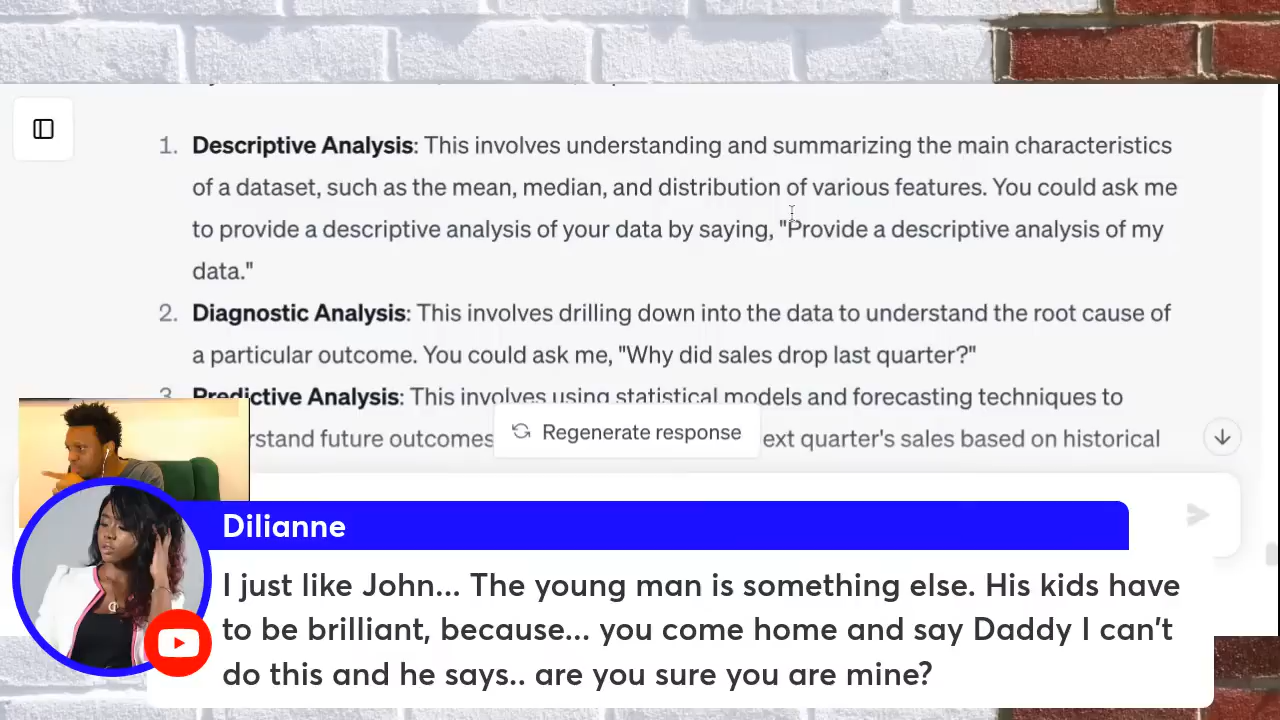 1. Descriptive Analysis: This involves understanding and summarizing the main characteristics
of a dataset, such as the mean, median, and distribution of various features. You could ask me
to provide a descriptive analysis of your data by saying, "Provide a descriptive analysis of my
data."
2. Diagnostic Analysis: This involves drilling down into the data to understand the root cause of
a particular outcome. You could ask me, "Why did sales drop last quarter?"
3. Predictive Analysis: This involves using statistical models and forecasting techniques to
future outcomes
Regenerate response
quarter's sales based on historical
Dilianne
I just like John... The young man is something else. His kids have
to be brilliant, because... you come home and say Daddy I can't
do this and he says.. are you sure you are mine?